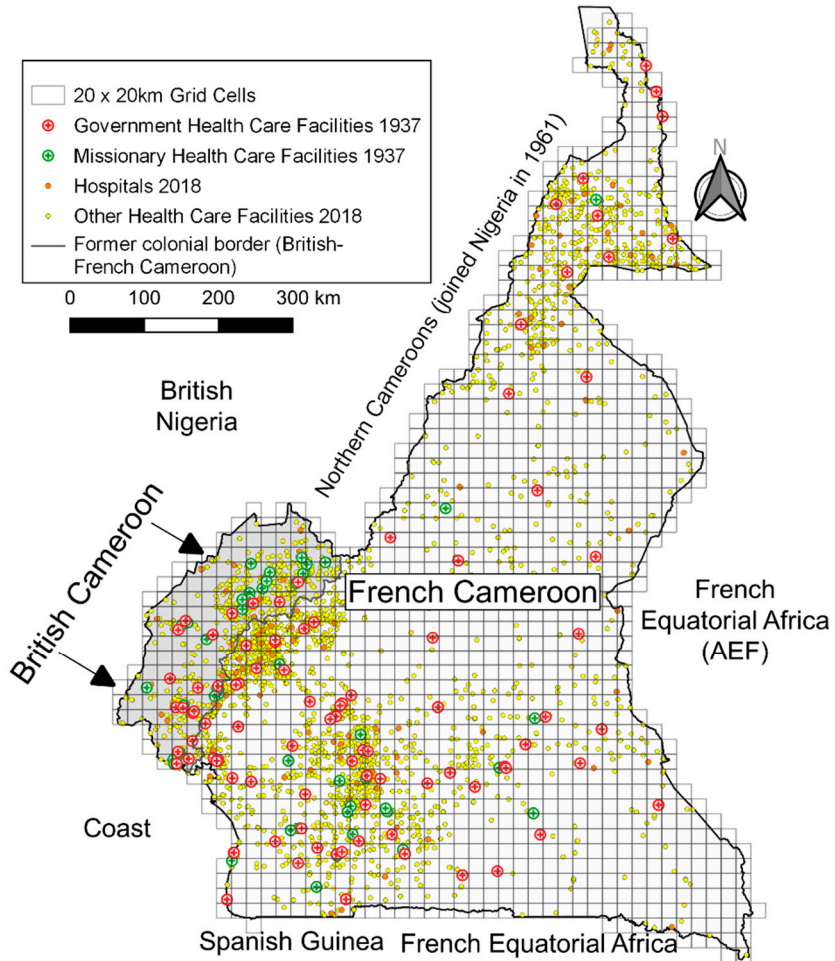 20 x 20km Grid Cells
Government Health Care Facilities 1937
Missionary Health Care Facilities 1937
Hospitals 2018
Other Health Care Facilities 2018
Former colonial border (British-
French Cameroon)
0 100 200 300 km
N
Northern Cameroons (joined Nigeria in 1961)
British
Nigeria
British Cameroon
French Cameroon
French
Equatorial Africa
(AEF)
Coast
Spanish Guinea
French Equatorial Africa